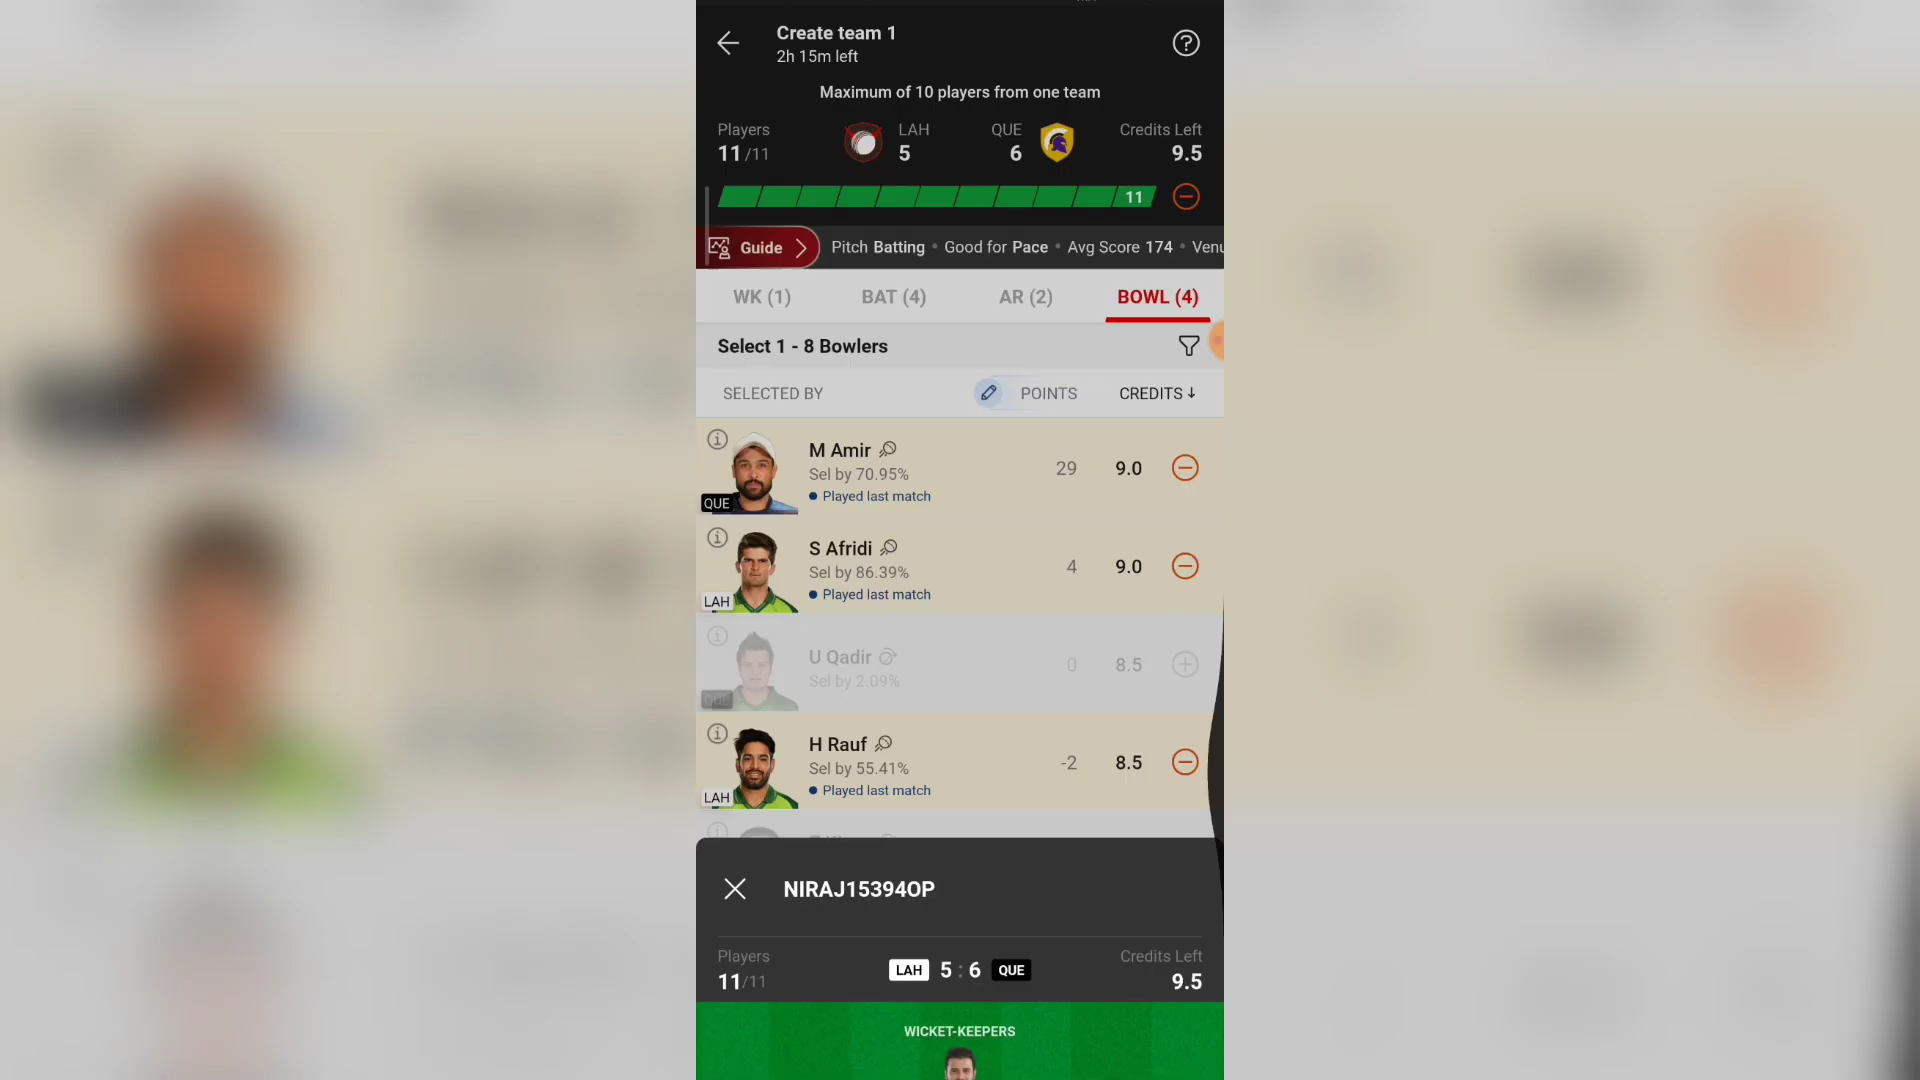 Create team 1
2h 15m left
Maximum of 10 players from one team
Players LAH QUE Credits Left
11/11 5 6 9.5
11
Guide Pitch Batting • Good for Pace • Avg Score 174 •
WK (1) BAT (4) AR (2) BOWL (4)
Select 1 - 8 Bowlers
SELECTED BY POINTS CREDITS↓
M Amir
Sel by 70.95% 29 9.0
QUE • Played last match
S Afridi
Sel by 86.39% 4 9.0
LAH • Played last match
U Qadir 0 8.5
Sel by 2.09%
QUE
H Rauf
Sel by 55.41% -2 8.5
LAH • Played last match
NIRAJ15394OP
Players Credits Left
11/11 LAH 5 : 6 QUE 9.5
WICKET-KEEPERS